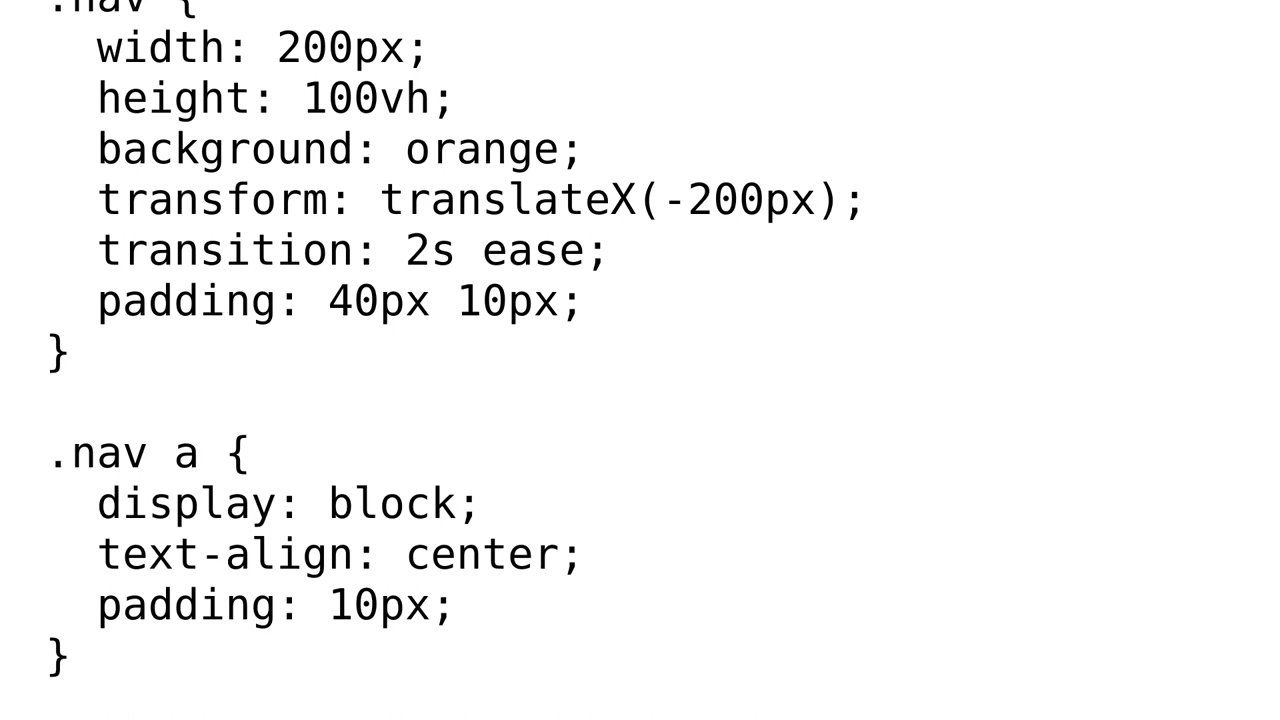 .nav {
  width: 200px;
  height: 100vh;
  background: orange;
  transform: translateX(-200px);
  transition: 2s ease;
  padding: 40px 10px;
}

.nav a {
  display: block;
  text-align: center;
  padding: 10px;
}